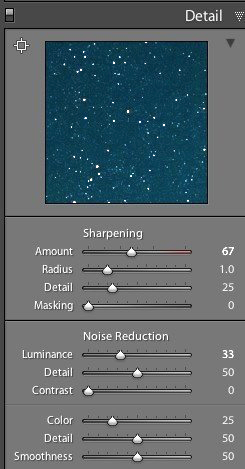 Detail
Sharpening
Amount 67
Radius 1.0
Detail 25
Masking 0
Noise Reduction
Luminance 33
Detail 50
Contrast 0
Color 25
Detail 50
Smoothness 50